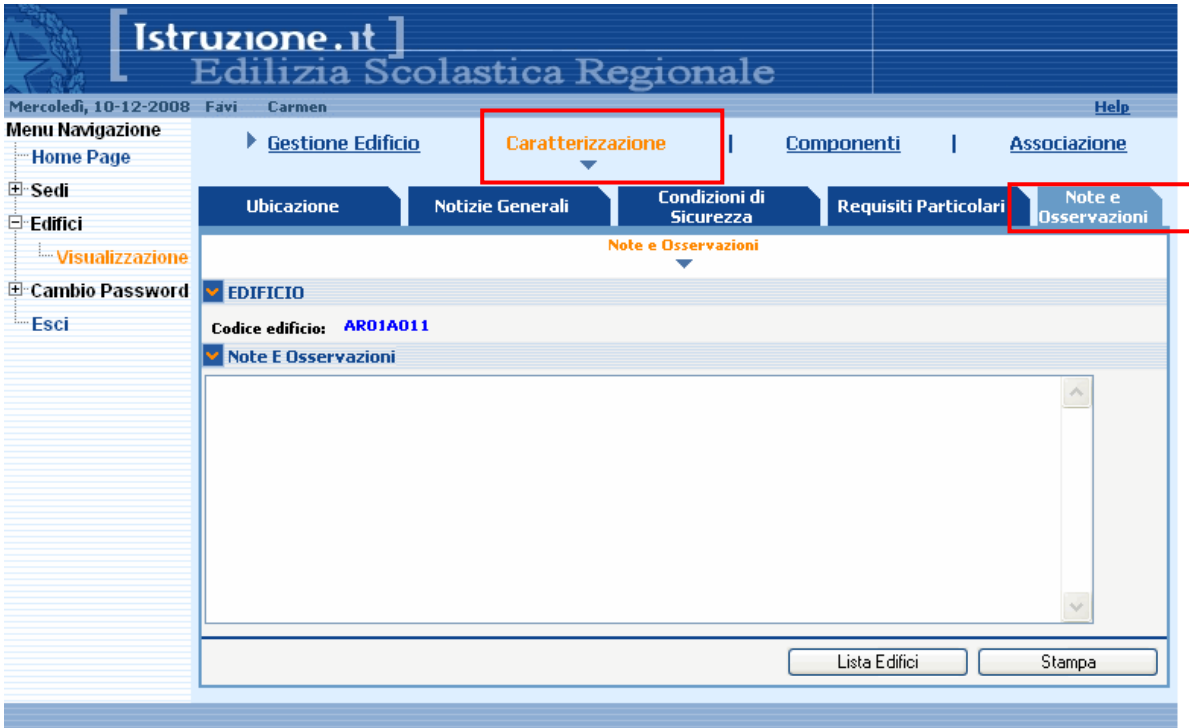 [Istruzione.it]
Edilizia Scolastica Regionale
Mercoledì, 10-12-2008 Favi Carmen Help
Menu Navigazione
Home Page
Sedi
Edifici
Visualizzazione
Cambio Password
Esci
Gestione Edificio Caratterizzazione | Componenti | Associazione
Ubicazione
Notizie Generali
Condizioni di
Sicurezza
Requisiti Particolari
Note e
Osservazioni
Note e Osservazioni
EDIFICIO
Codice edificio: AR01A011
Note E Osservazioni
Lista Edifici
Stampa